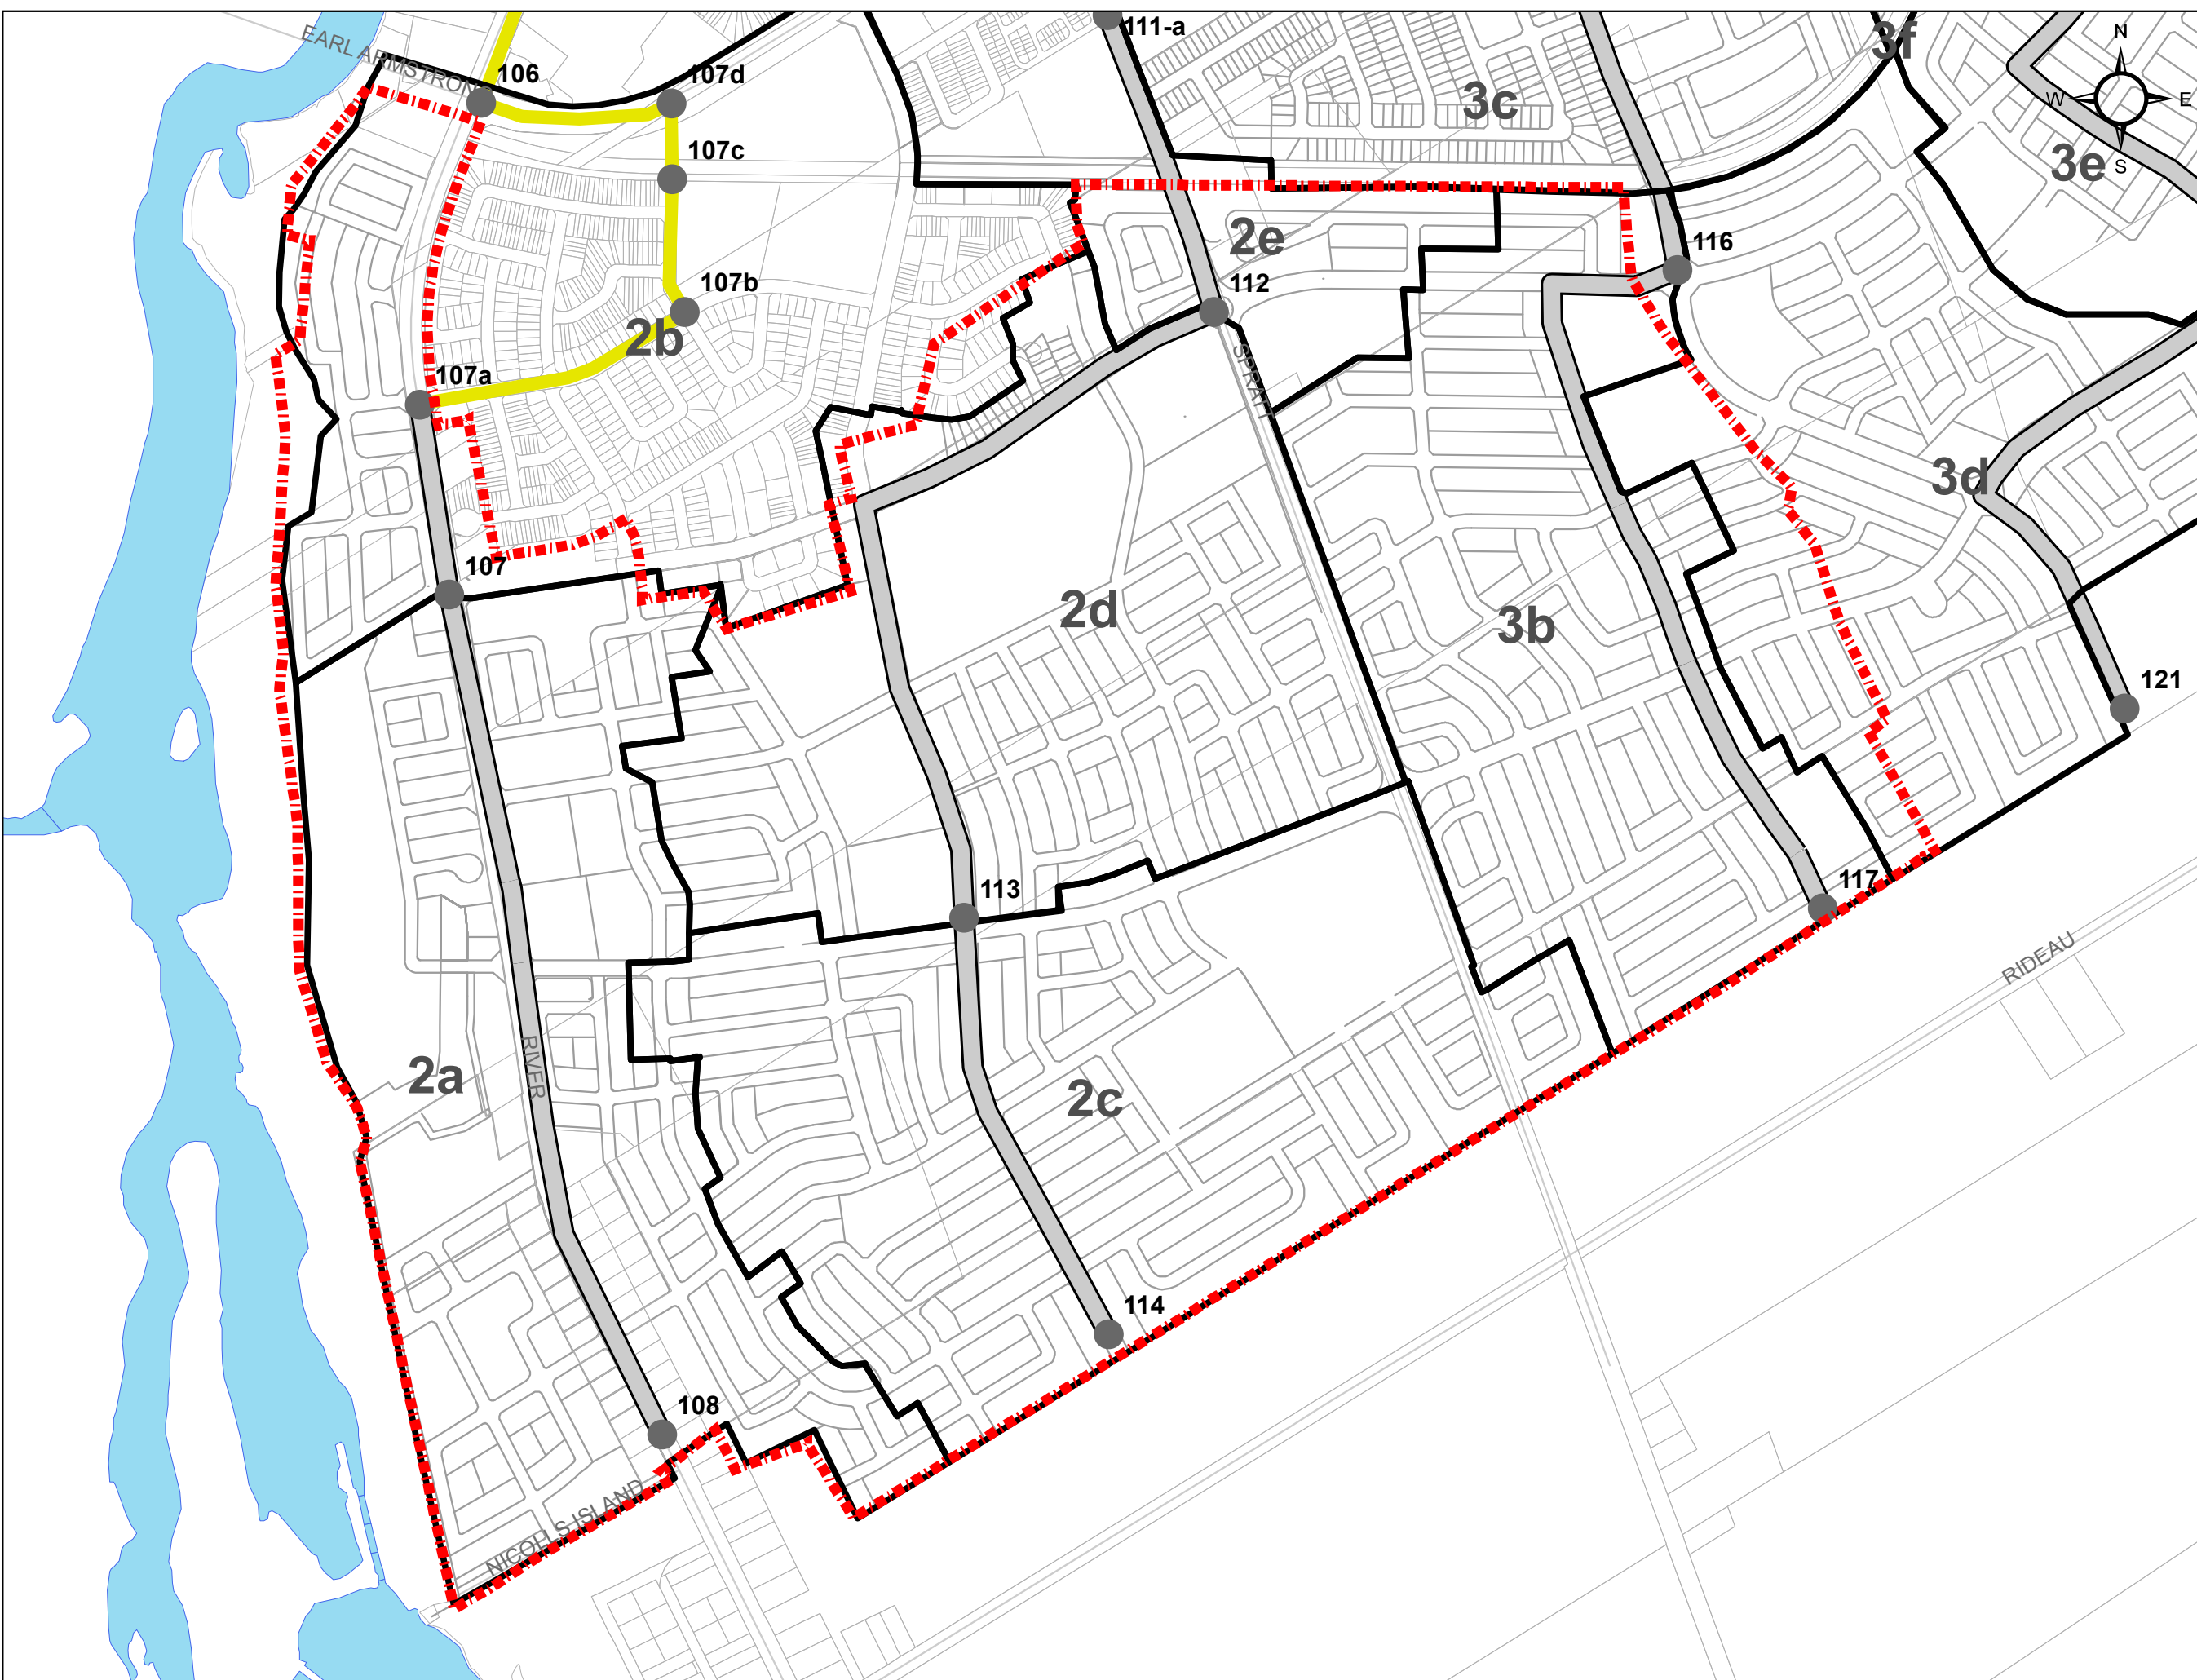 111-a
3f
N
EARL ARMSTRONG
106
107d
3c
W
E
S
3e
107c
2e
116
107b
112
2b
SPRATT
107a
3d
107
2d
3b
121
113
117
RIDEAU
RIVER
2a
2c
114
108
NICOLLS ISLAND